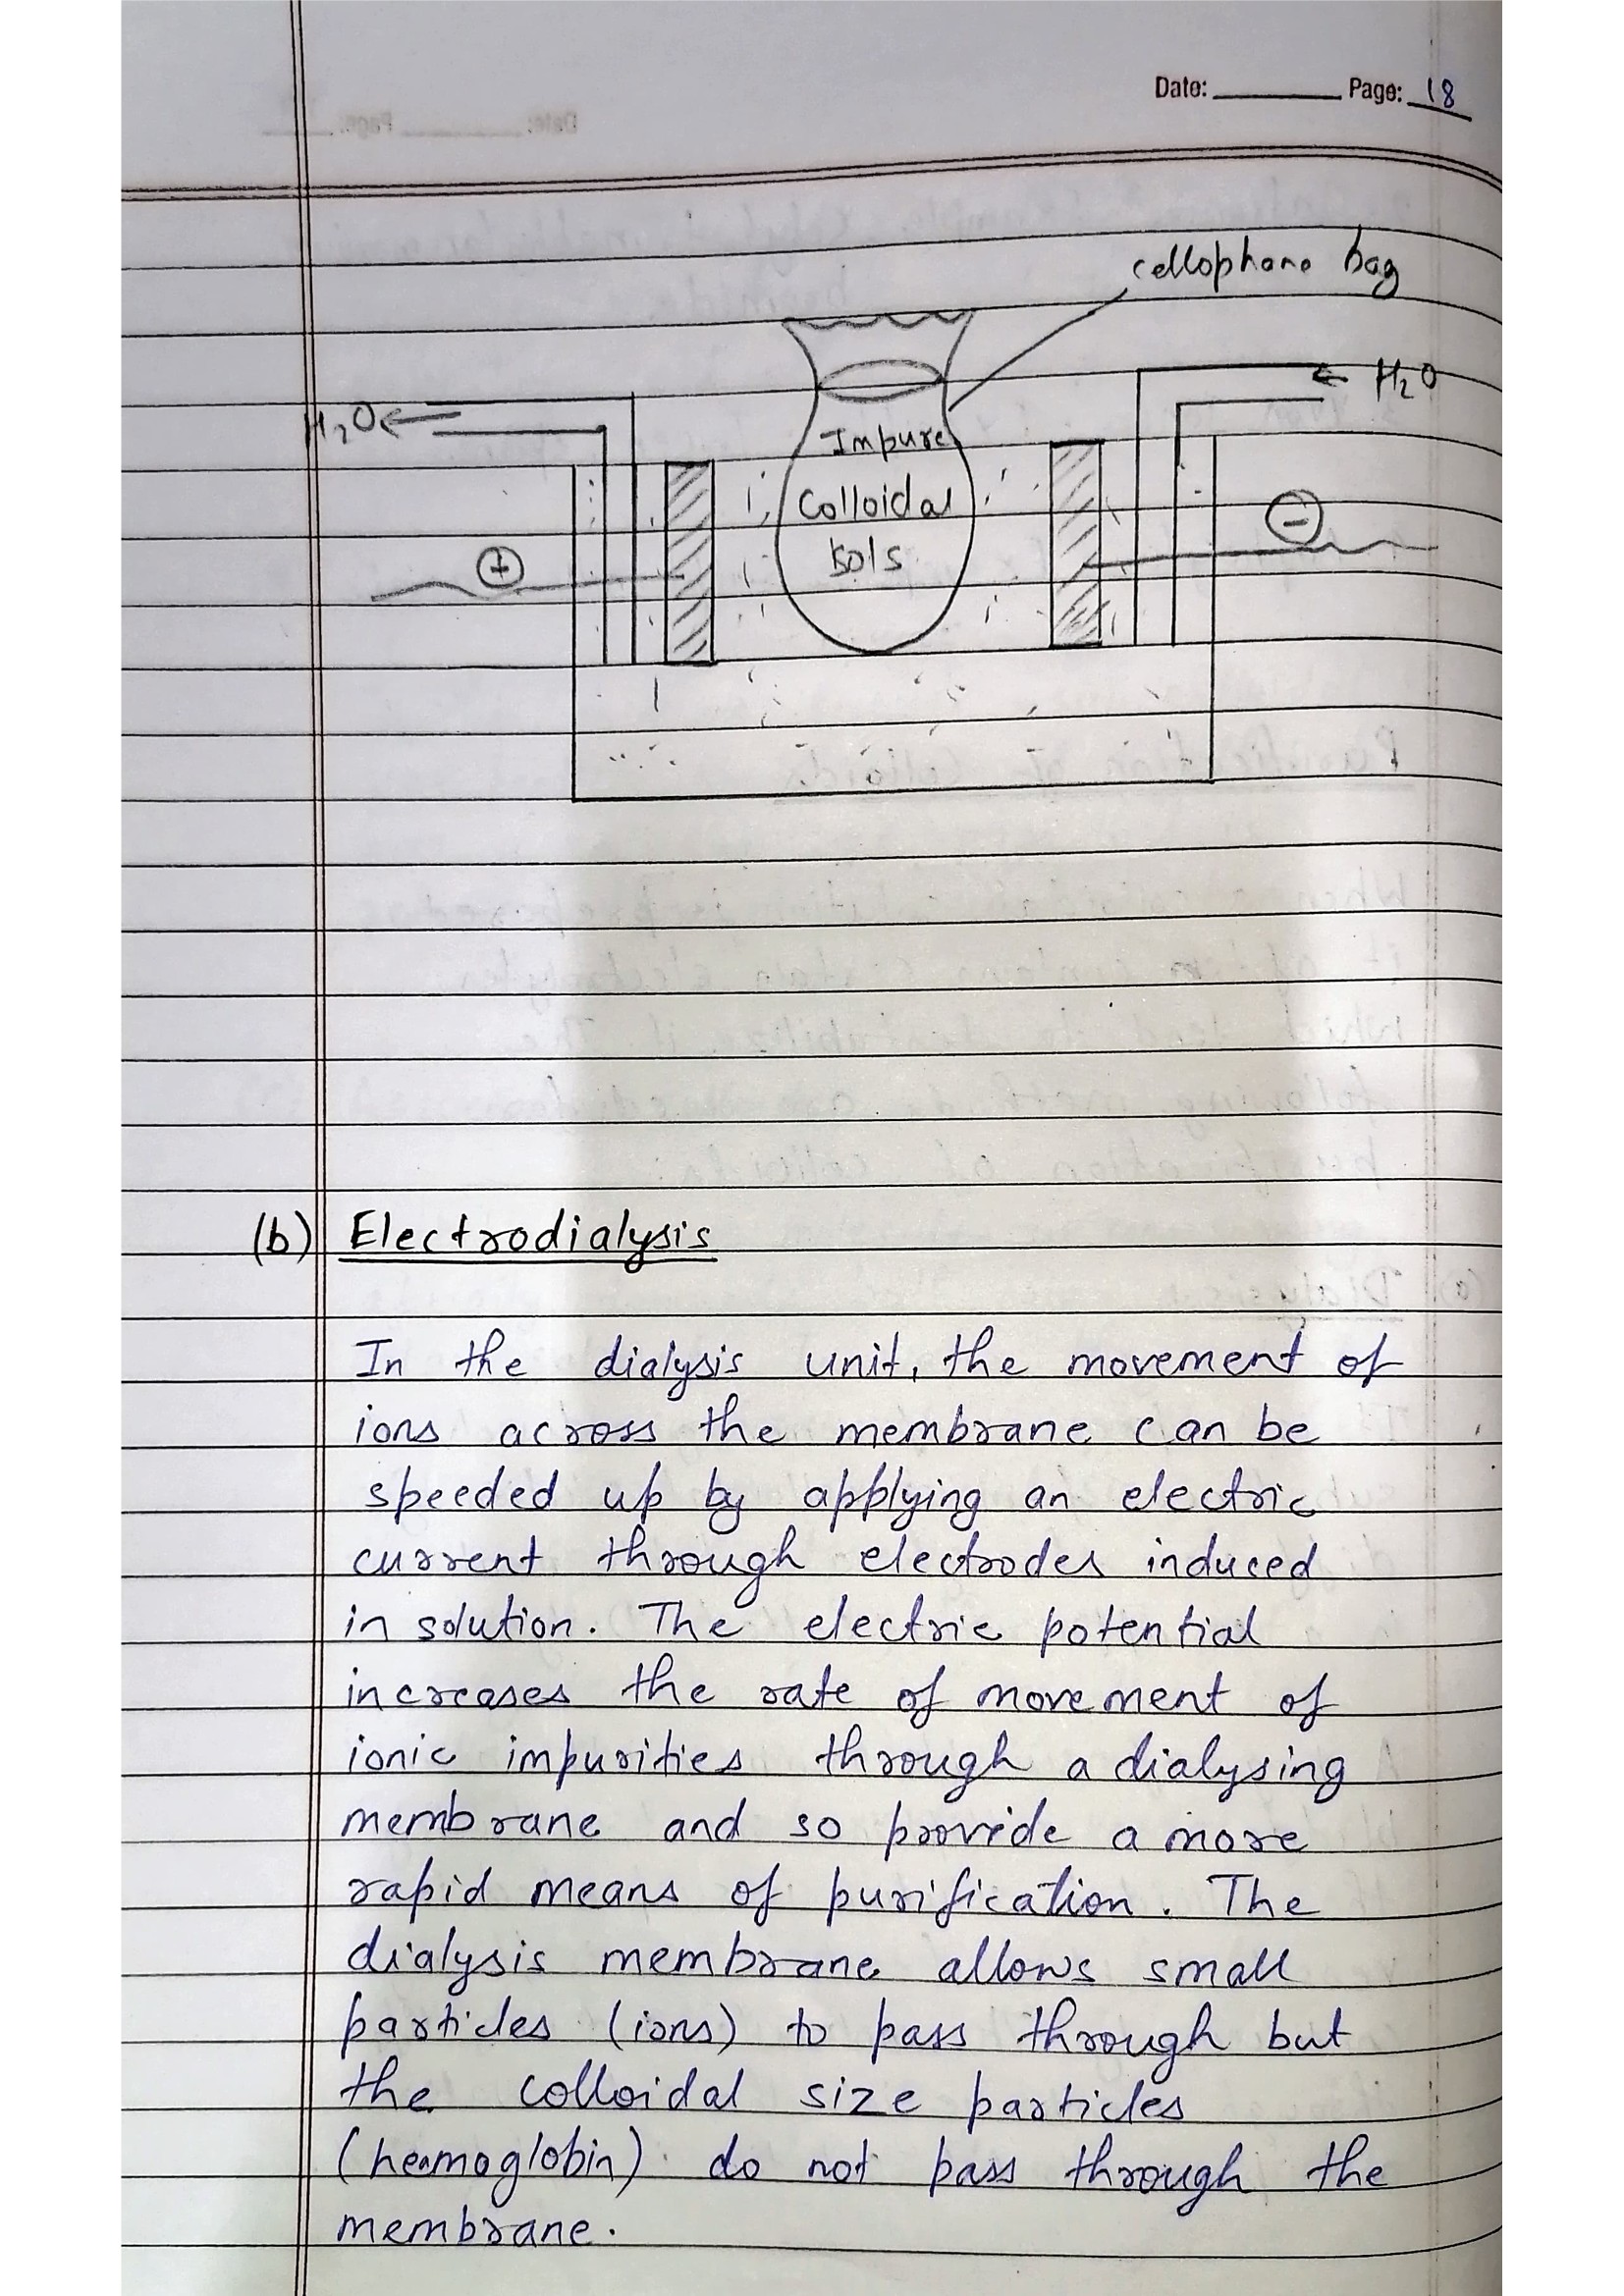 Date: Page: 18
cellophane bag
H₂O
H₂O
Impure
Colloidal
Sols
+
-
(b) Electrodialysis
In the dialysis unit, the movement of
ions across the membrane can be
speeded up by applying an electric
current through electrodes induced
in solution. The electric potential
increases the rate of movement of
ionic impurities through a dialysing
membrane and so provide a more
rapid means of purification. The
dialysis membrane allows small
particles (ions) to pass through but
the colloidal size particles
(heamoglobin) do not pass through the
membrane.